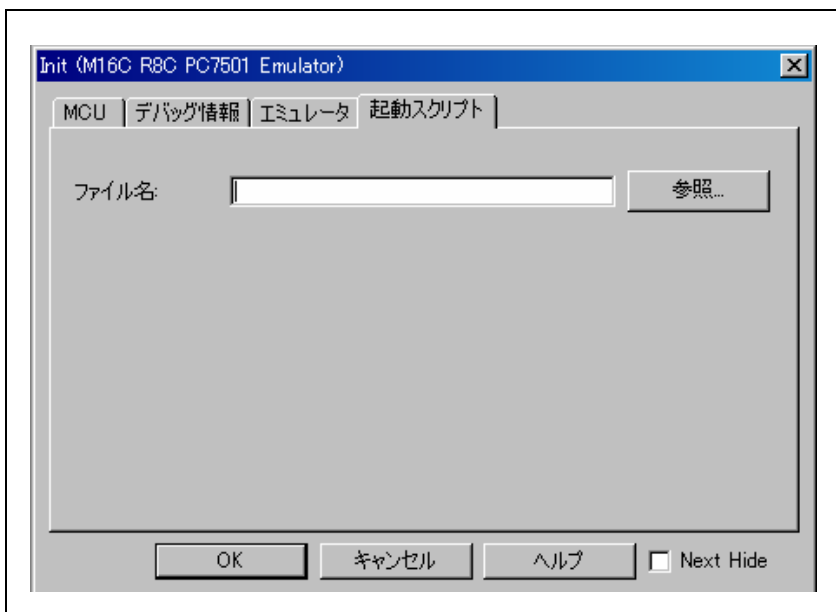 Init (M16C R8C PC7501 Emulator)
MCU デバッグ情報 エミュレータ 起動スクリプト
ファイル名: 参照...
OK キャンセル ヘルプ Next Hide